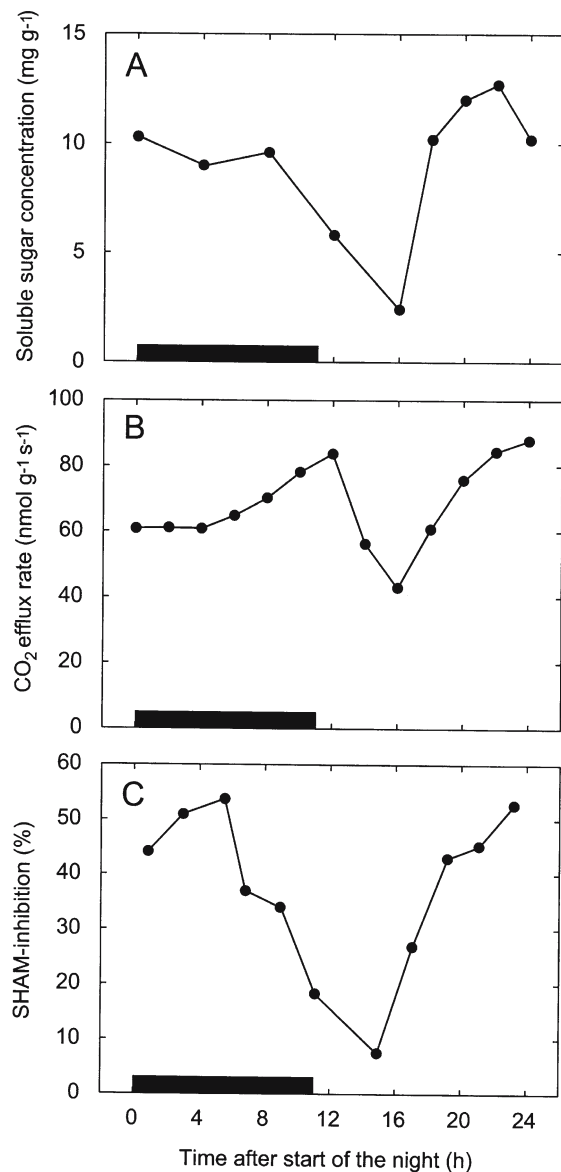 15
A
10
5
0
Soluble sugar concentration (mg g-1)
100
B
80
60
40
20
0
CO2 efflux rate (nmol g-1 s-1)
60
C
50
40
30
20
10
0
SHAM-inhibition (%)
0 4 8 12 16 20 24
Time after start of the night (h)